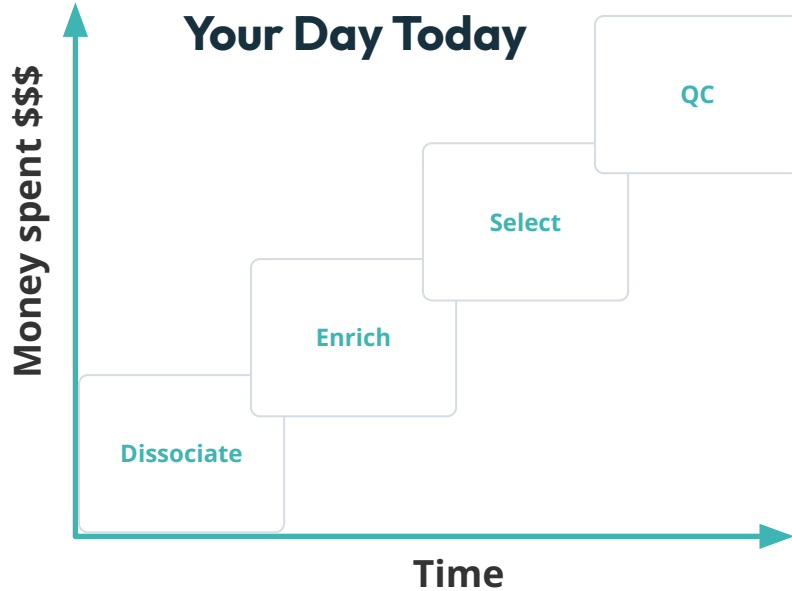 Your Day Today
Money spent $$$
QC
Select
Enrich
Dissociate
Time